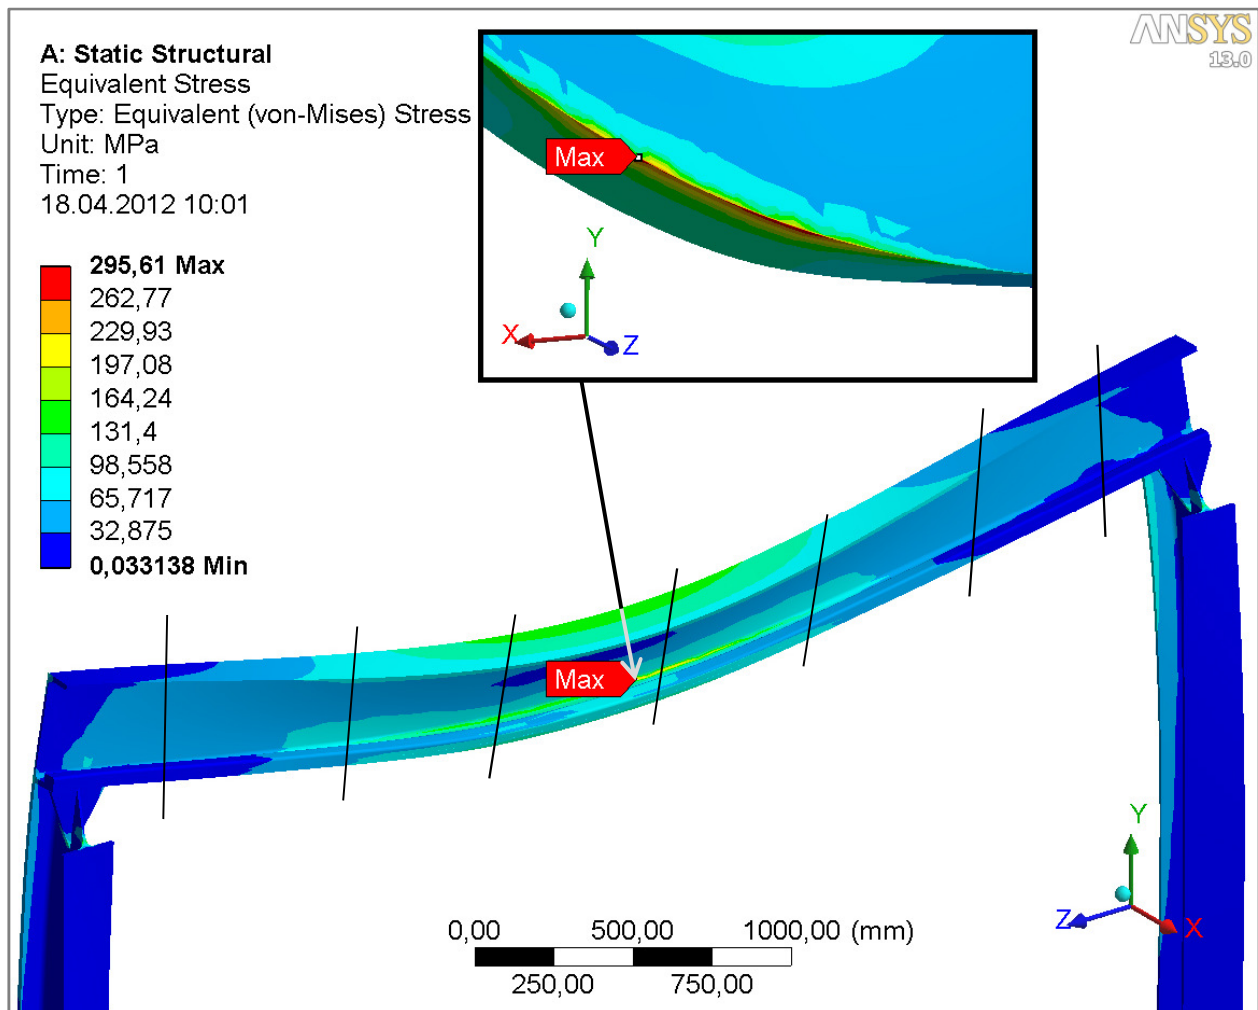 ANSYS
13.0
A: Static Structural
Equivalent Stress
Type: Equivalent (von-Mises) Stress
Unit: MPa
Time: 1
18.04.2012 10:01
295,61 Max
262,77
229,93
197,08
164,24
131,4
98,558
65,717
32,875
0,033138 Min
Max
Y
X
Z
Max
Y
Z
X
0,00 500,00 1000,00 (mm)
250,00 750,00